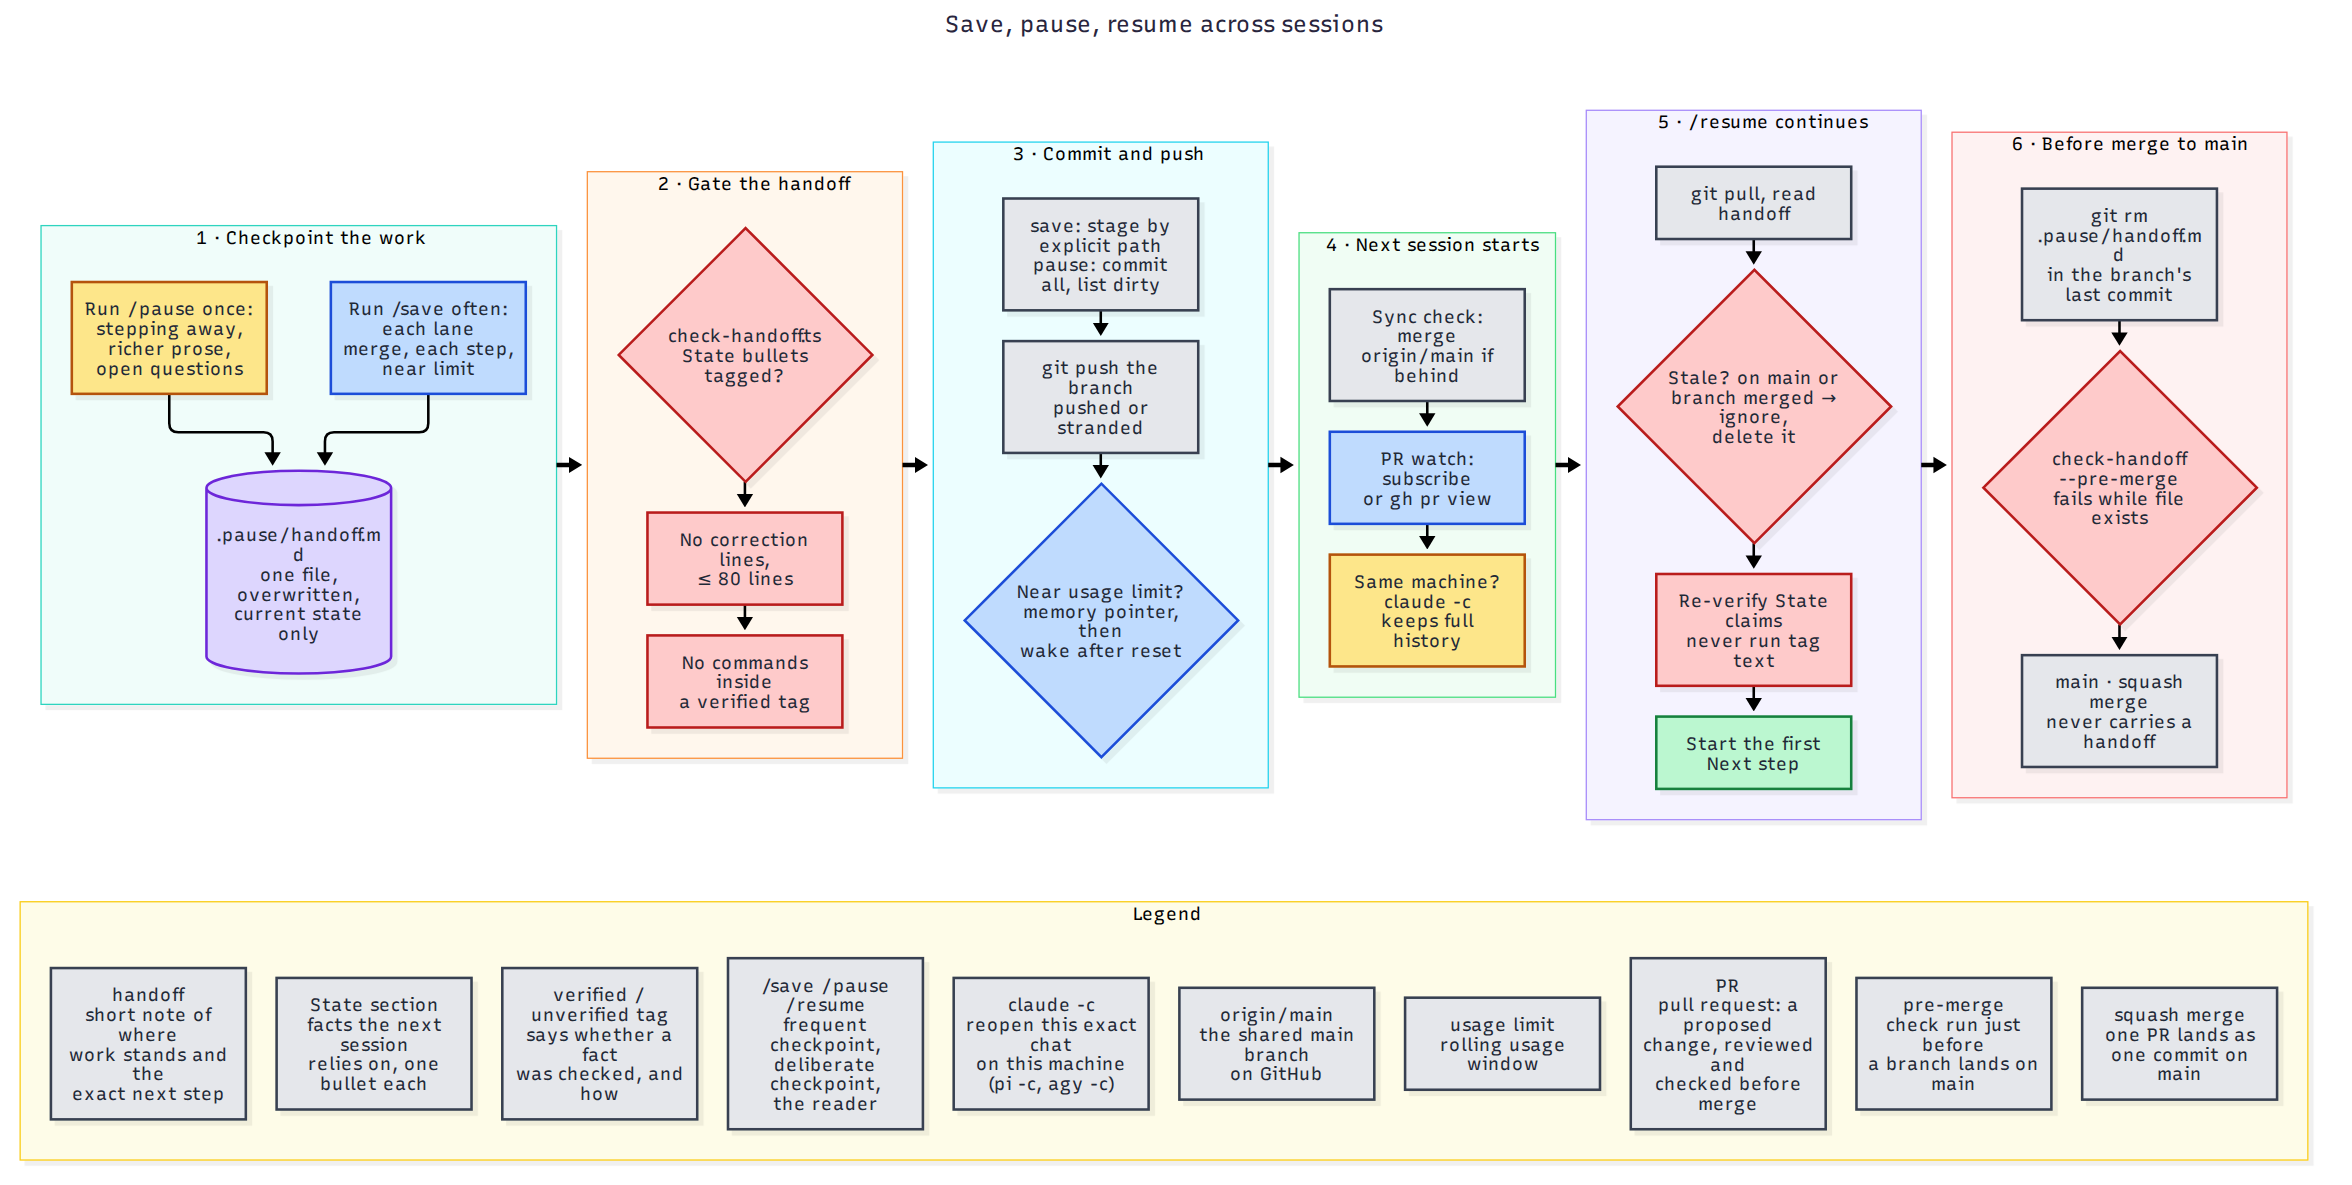 Save, pause, resume across sessions
1 · Checkpoint the work
Run /pause once:
stepping away,
richer prose,
open questions
Run /save often:
each lane
merge, each step,
near limit
.pause/handoff.m
d
one file,
overwritten,
current state
only
2 · Gate the handoff
check-handoff.ts
State bullets
tagged?
No correction
lines,
≤ 80 lines
No commands
inside
a verified tag
3 · Commit and push
save: stage by
explicit path
pause: commit
all, list dirty
git push the
branch
pushed or
stranded
Near usage limit?
memory pointer,
then
wake after reset
4 · Next session starts
Sync check:
merge
origin/main if
behind
PR watch:
subscribe
or gh pr view
Same machine?
claude -c
keeps full
history
5 · /resume continues
git pull, read
handoff
Stale? on main or
branch merged →
ignore,
delete it
Re-verify State
claims
never run tag
text
Start the first
Next step
6 · Before merge to main
git rm
.pause/handoff.m
d
in the branch's
last commit
check-handoff
--pre-merge
fails while file
exists
main · squash
merge
never carries a
handoff
Legend
handoff
short note of
where
work stands and
the
exact next step
State section
facts the next
session
relies on, one
bullet each
verified /
unverified tag
says whether a
fact
was checked, and
how
/save /pause
/resume
frequent
checkpoint,
deliberate
checkpoint,
the reader
claude -c
reopen this exact
chat
on this machine
(pi -c, agy -c)
origin/main
the shared main
branch
on GitHub
usage limit
rolling usage
window
PR
pull request: a
proposed
change, reviewed
and
checked before
merge
pre-merge
check run just
before
a branch lands on
main
squash merge
one PR lands as
one commit on
main